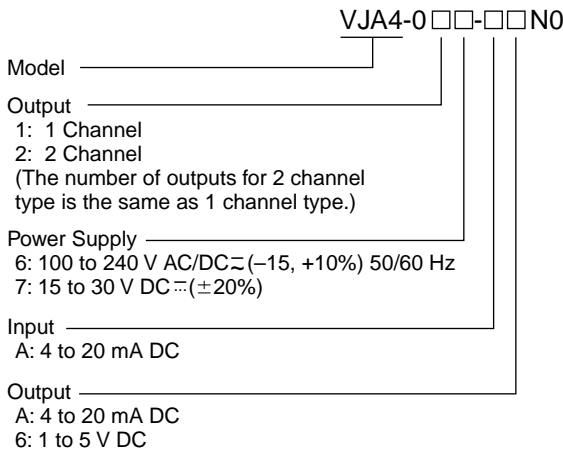 VJA4-0□□-□□N0
Model
Output
1: 1 Channel
2: 2 Channel
(The number of outputs for 2 channel
type is the same as 1 channel type.)
Power Supply
6: 100 to 240 V AC/DC⏦(–15, +10%) 50/60 Hz
7: 15 to 30 V DC⎓(±20%)
Input
A: 4 to 20 mA DC
Output
A: 4 to 20 mA DC
6: 1 to 5 V DC